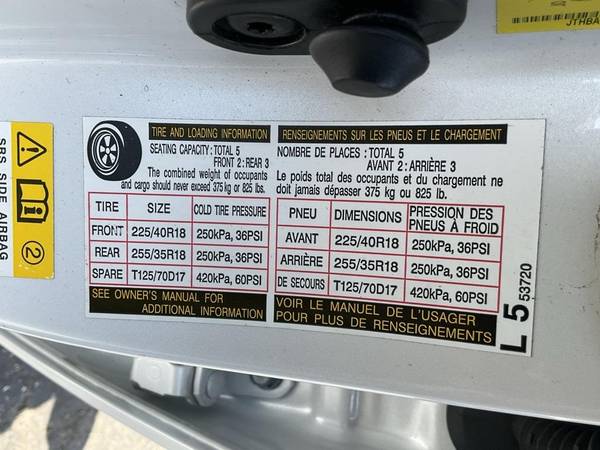 JTHBA
SRS SIDE AIRBAG
2
TIRE AND LOADING INFORMATION
SEATING CAPACITY: TOTAL 5
FRONT 2: REAR 3
The combined weight of occupants
and cargo should never exceed 375 kg or 825 lbs.
TIRE SIZE COLD TIRE PRESSURE
FRONT 225/40R18 250kPa, 36PSI
REAR 255/35R18 250kPa, 36PSI
SPARE T125/70D17 420kPa, 60PSI
SEE OWNER'S MANUAL FOR
ADDITIONAL INFORMATION
RENSEIGNEMENTS SUR LES PNEUS ET LE CHARGEMENT
NOMBRE DE PLACES : TOTAL 5
AVANT 2: ARRIÈRE 3
Le poids total des occupants et du chargement ne
doit jamais dépasser 375 kg ou 825 lb.
PNEU DIMENSIONS PRESSION DES PNEUS À FROID
AVANT 225/40R18 250kPa, 36PSI
ARRIÈRE 255/35R18 250kPa, 36PSI
DE SECOURS T125/70D17 420kPa, 60PSI
VOIR LE MANUEL DE L'USAGER
POUR PLUS DE RENSEIGNEMENTS
L 5 53720